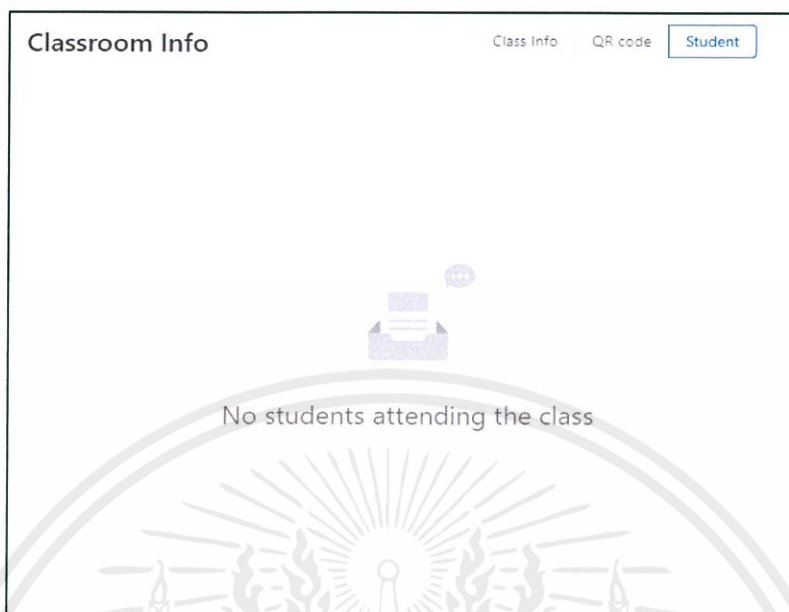 Classroom Info
Class Info QR code Student
No students attending the class